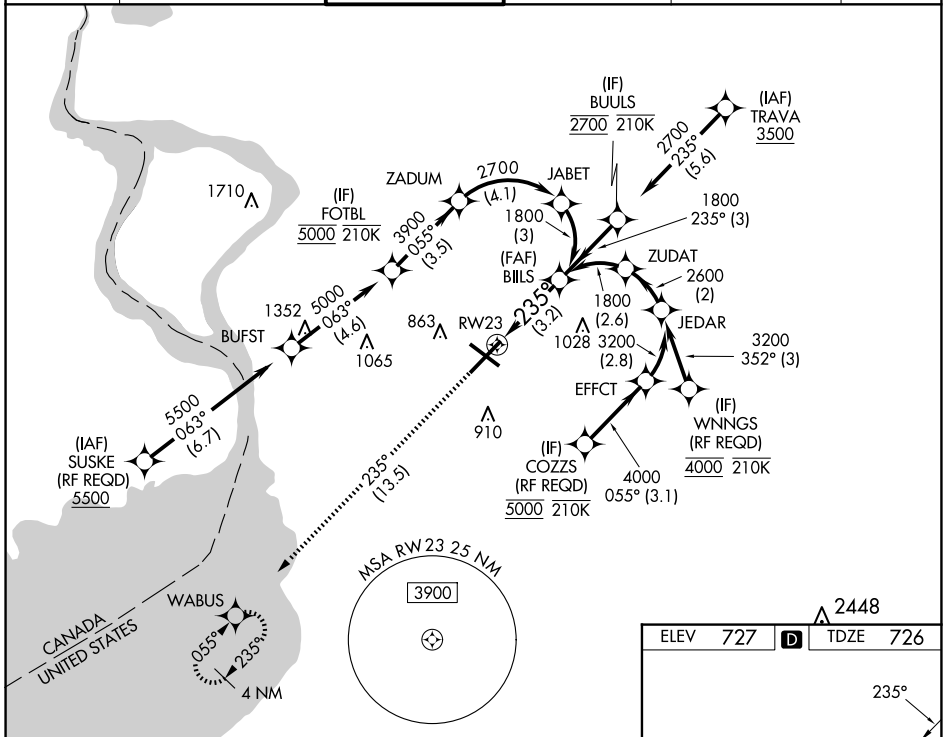 (IF)
BUULS
2700 210K
(IAF)
TRAVA
3500
2700
235°
(5.6)
1710
(IF)
FOTBL
5000 210K
ZADUM
2700
(4.1)
JABET
1800
(3)
1800
235° (3)
3900
055°
(3.5)
(FAF)
BIILS
ZUDAT
2600
(2)
1352
5000
063°
(4.6)
BUFST
1065
863
RW23
235°
(3.2)
1800
(2.6)
1028
JEDAR
3200
(2.8)
3200
352° (3)
EFFCT
5500
063°
(6.7)
(IAF)
SUSKE
(RF REQD)
5500
910
(IF)
WNNGS
(RF REQD)
4000 210K
(IF)
COZZS
(RF REQD)
5000 210K
4000
055° (3.1)
235°
(13.5)
MSA RW23 25 NM
3900
WABUS
055°
235°
4 NM
CANADA
UNITED STATES
2448
ELEV 727 D TDZE 726
235°